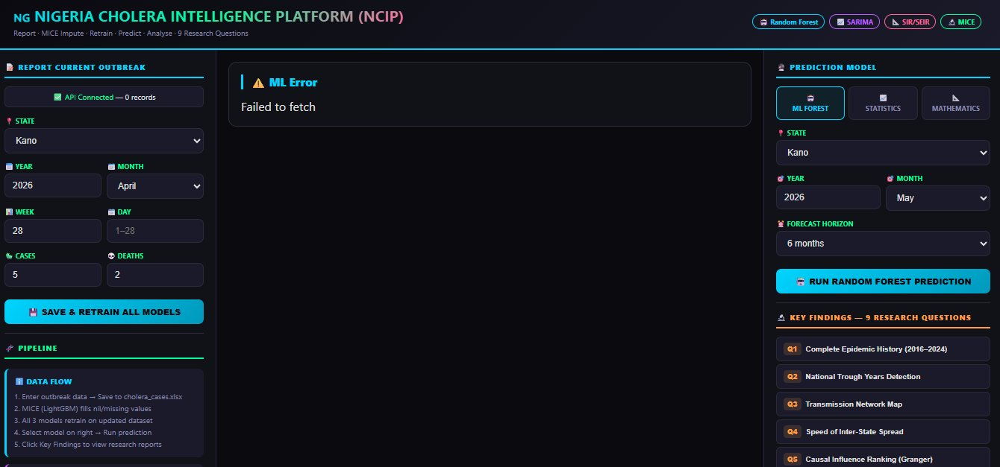 NG NIGERIA CHOLERA INTELLIGENCE PLATFORM (NCIP)
Report · MICE Impute · Retrain · Predict · Analyse · 9 Research Questions
Random Forest
SARIMA
SIR/SEIR
MICE
REPORT CURRENT OUTBREAK
API Connected — 0 records
STATE
Kano
YEAR
MONTH
2026
April
WEEK
DAY
28
1–28
CASES
DEATHS
5
2
SAVE & RETRAIN ALL MODELS
PIPELINE
DATA FLOW
1. Enter outbreak data → Save to cholera_cases.xlsx
2. MICE (LightGBM) fills nil/missing values
3. All 3 models retrain on updated dataset
4. Select model on right → Run prediction
5. Click Key Findings to view research reports
ML Error
Failed to fetch
PREDICTION MODEL
ML FOREST
STATISTICS
MATHEMATICS
STATE
Kano
YEAR
MONTH
2026
May
FORECAST HORIZON
6 months
RUN RANDOM FOREST PREDICTION
KEY FINDINGS — 9 RESEARCH QUESTIONS
Q1 Complete Epidemic History (2016–2024)
Q2 National Trough Years Detection
Q3 Transmission Network Map
Q4 Speed of Inter-State Spread
Q5 Causal Influence Ranking (Granger)